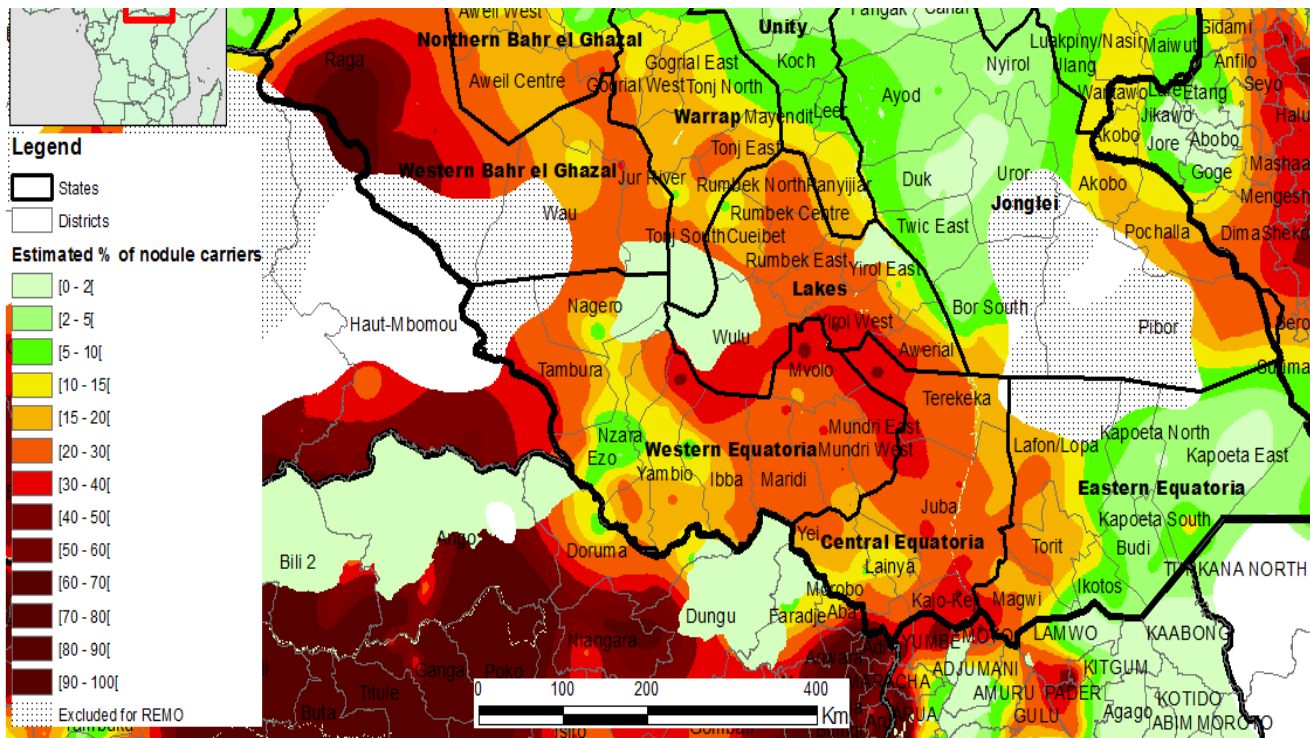 Legend
States
Districts
Estimated % of nodule carriers
[0 - 2[
[2 - 5[
[5 - 10[
[10 - 15[
[15 - 20[
[20 - 30[
[30 - 40[
[40 - 50[
[50 - 60[
[60 - 70[
[70 - 80[
[80 - 90[
[90 - 100[
Excluded for REMO
Aweil West
Unity
Nyirol
Gidami
Northern Bahr el Ghazal
Gogrial East
Koch
Luakpiny/Nasir
Maiwut
Raga
Aweil Centre
Gogrial West
Tonj North
Ulang
Anfilo
Ayod
Seyo
Warrap
Mayendit
Leer
Etang
Akobo
Jikawo
Halu
Tonj East
Jore
Abobo
Western Bahr el Ghazal
Jur River
Rumbek North
Panyijiar
Duk
Uror
Akobo
Goge
Mashaa
Wau
Rumbek Centre
Jonglei
Mengesh
Tonj South
Cueibet
Twic East
Pochalla
Dima
Sheko
Rumbek East
Yirol East
Nagero
Lakes
Bor South
Haut-Mbomou
Wulu
Yirol West
Pibor
Awerial
Tambura
Mvolo
Terekeka
Nzara
Mundri East
Kapoeta North
Ezo
Western Equatoria
Mundri West
Lafon/Lopa
Kapoeta East
Yambio
Ibba
Maridi
Eastern Equatoria
Juba
Kapoeta South
Ango
Doruma
Yei
Central Equatoria
Torit
Budi
Bili 2
Lainya
TURKANA NORTH
Morobo
Ikotos
Dungu
Faradje
Aba
Kajo-Keji
Magwi
Niangara
Adi
YUMBE
MOYO
LAMWO
KAABONG
Ganga
Poko
ADJUMANI
KITGUM
Titule
MARACHA
AMURU
PADER
KOTIDO
Buta
ARUA
GULU
Agago
ABIM
MOROTO
0
100
200
400
Km